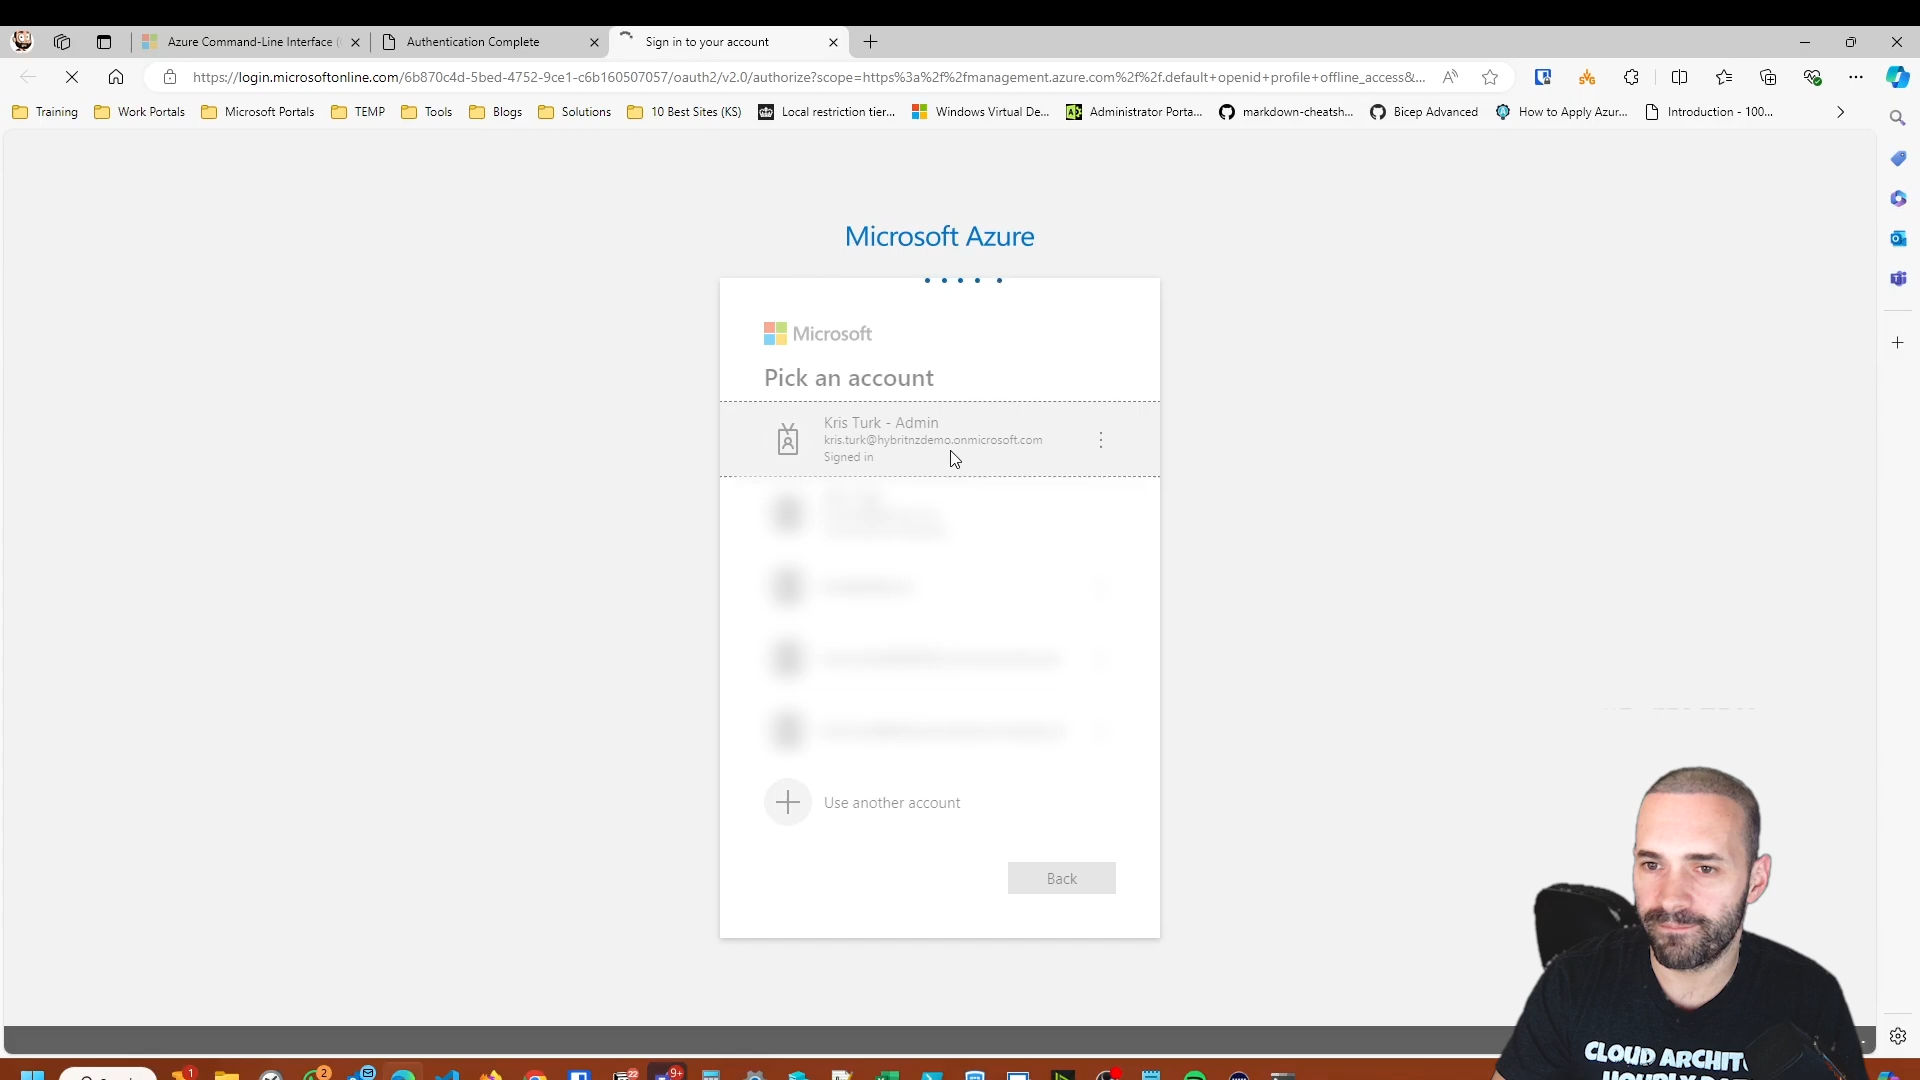 Azure Command-Line Interface (
Authentication Complete
Sign in to your account
https://login.microsoftonline.com/6b870c4d-5bed-4752-9ce1-c6b160507057/oauth2/v2.0/authorize?scope=https%3a%2f%2fmanagement.azure.com%2f%2f.default+openid+profile+offline_access&...
Training
Work Portals
Microsoft Portals
TEMP
Tools
Blogs
Solutions
10 Best Sites (KS)
Local restriction tier...
Windows Virtual De...
Administrator Porta...
markdown-cheatsh...
Bicep Advanced
How to Apply Azur...
Introduction - 100...
Microsoft Azure
Microsoft
Pick an account
Kris Turk - Admin
kris.turk@hybritnzdemo.onmicrosoft.com
Signed in
Use another account
Back
CLOUD ARCHIT
1
2
22
9+